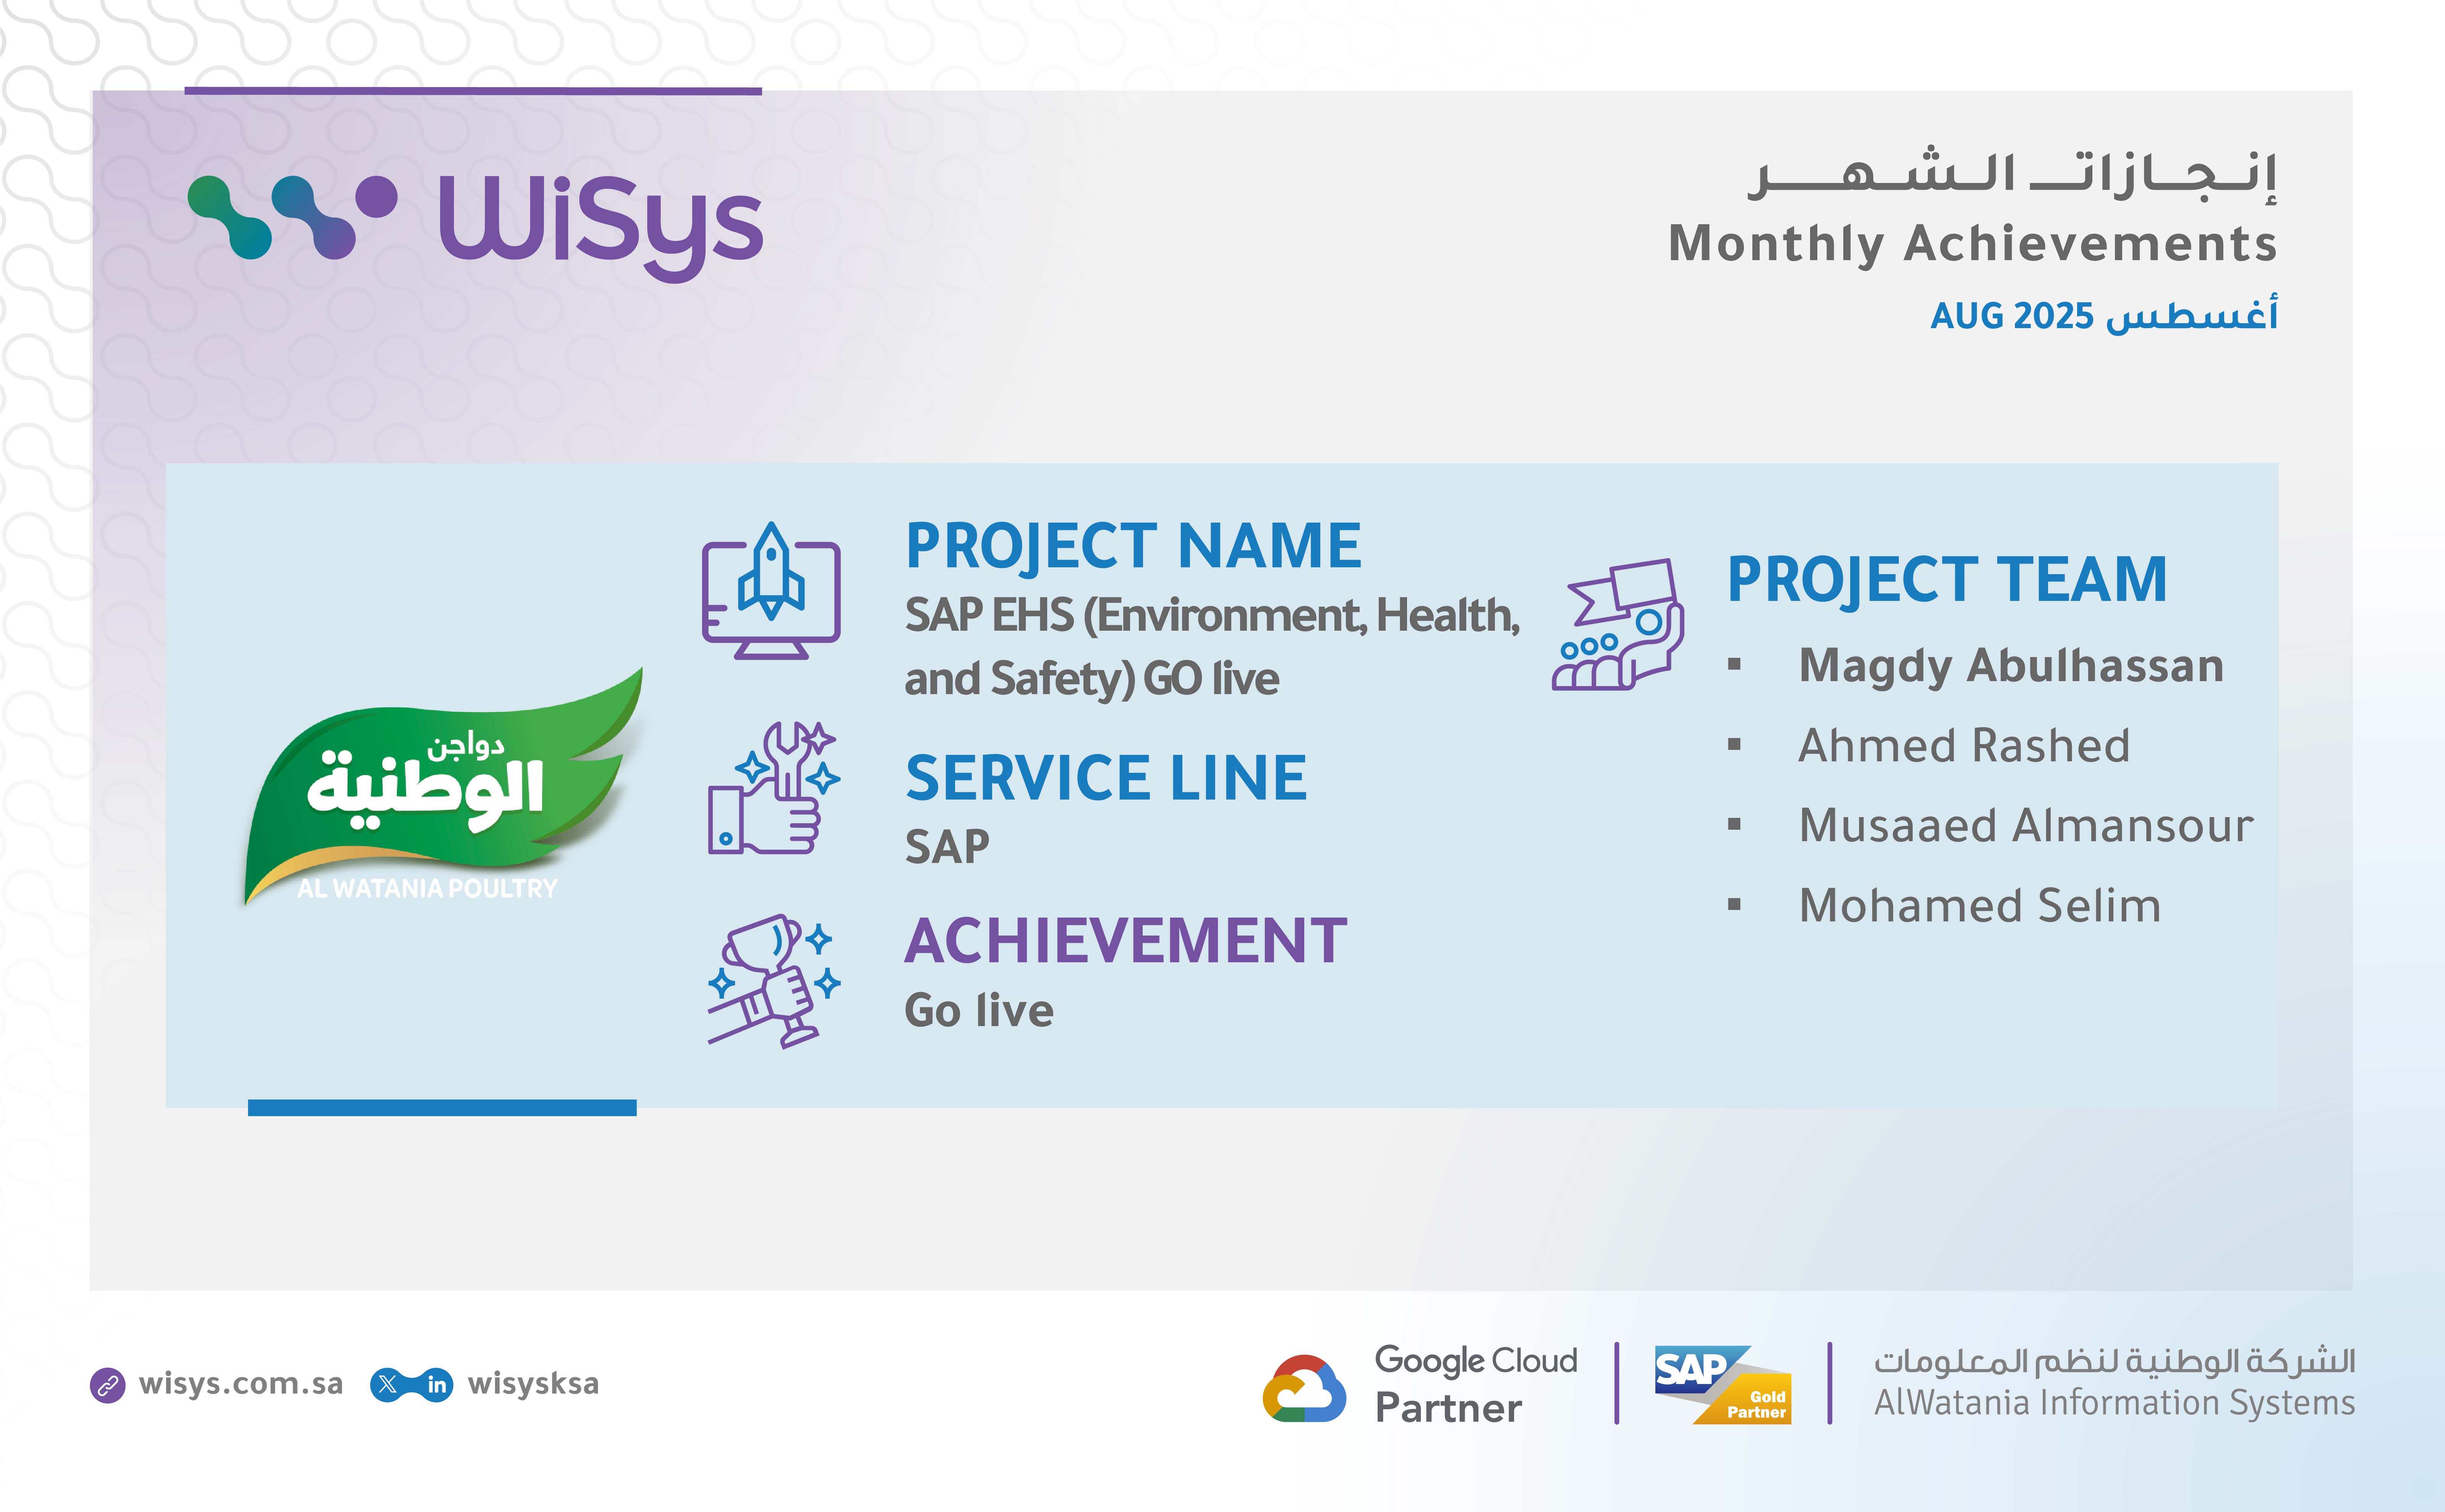 WiSys
إنجازات الشهر
Monthly Achievements
أغسطس AUG 2025
دواجن
الوطنية
AL WATANIA POULTRY
PROJECT NAME
SAP EHS (Environment, Health,
and Safety) GO live
SERVICE LINE
SAP
ACHIEVEMENT
Go live
PROJECT TEAM
▪ Magdy Abulhassan
▪ Ahmed Rashed
▪ Musaaed Almansour
▪ Mohamed Selim
wisys.com.sa
X in wisysksa
Google Cloud
Partner
SAP
Gold
Partner
الشركة الوطنية لنظم المعلومات
AlWatania Information Systems